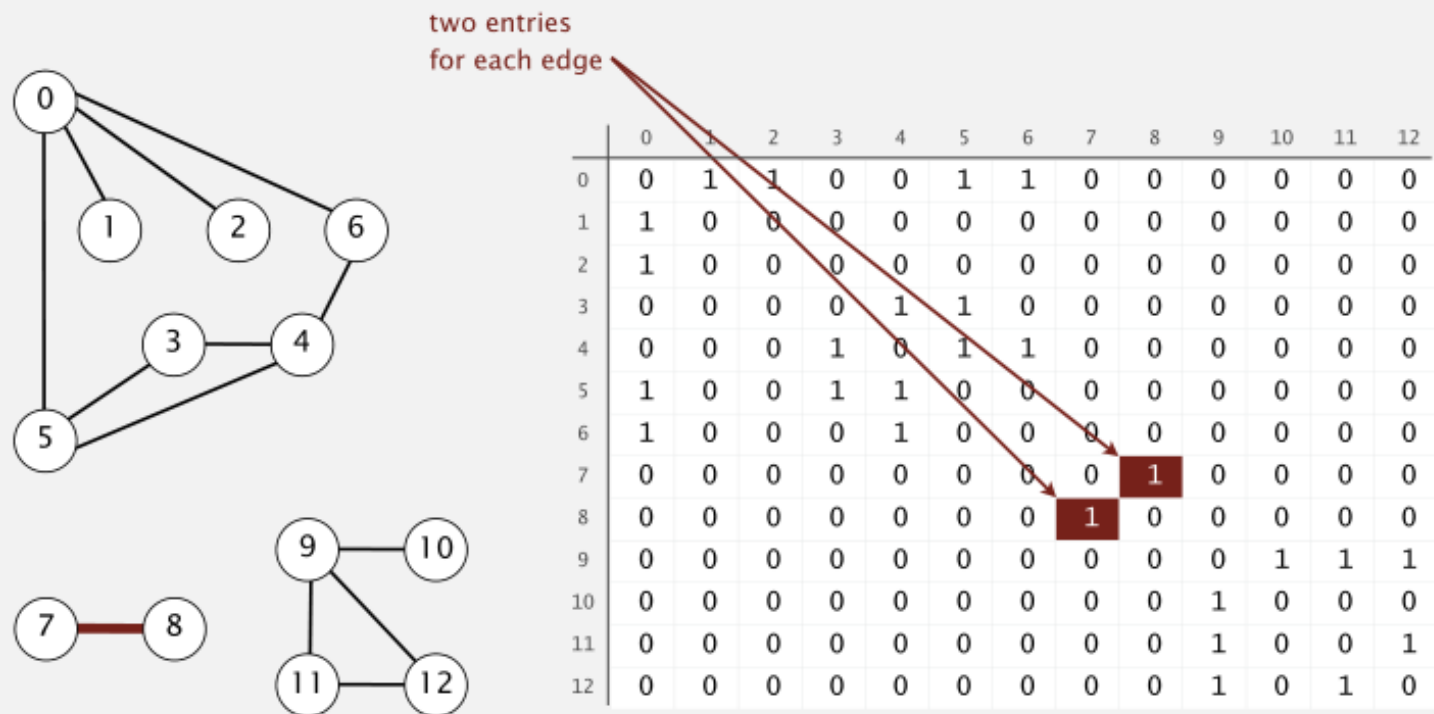 two entries
for each edge
0
1
2
6
3
4
5
9
10
7
8
11
12
0 1 2 3 4 5 6 7 8 9 10 11 12
0 0 1 1 0 0 1 1 0 0 0 0 0 0
1 1 0 0 0 0 0 0 0 0 0 0 0 0
2 1 0 0 0 0 0 0 0 0 0 0 0 0
3 0 0 0 0 1 1 0 0 0 0 0 0 0
4 0 0 0 1 0 1 1 0 0 0 0 0 0
5 1 0 0 1 1 0 0 0 0 0 0 0 0
6 1 0 0 0 1 0 0 0 0 0 0 0 0
7 0 0 0 0 0 0 0 0 1 0 0 0 0
8 0 0 0 0 0 0 0 1 0 0 0 0 0
9 0 0 0 0 0 0 0 0 0 0 1 1 1
10 0 0 0 0 0 0 0 0 0 1 0 0 0
11 0 0 0 0 0 0 0 0 0 1 0 0 1
12 0 0 0 0 0 0 0 0 0 1 0 1 0